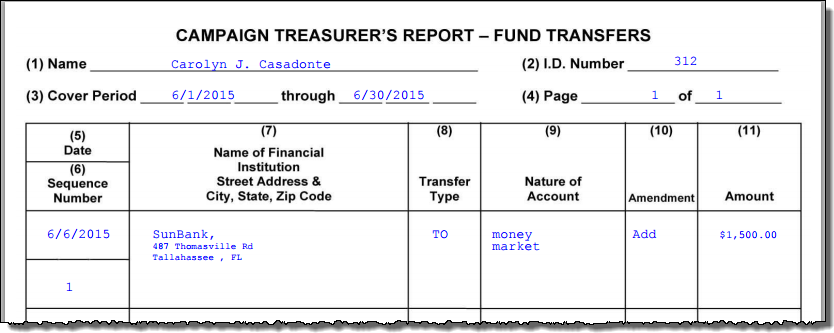 CAMPAIGN TREASURER'S REPORT – FUND TRANSFERS
(1) Name Carolyn J. Casadonte (2) I.D. Number 312
(3) Cover Period 6/1/2015 through 6/30/2015 (4) Page 1 of 1
(5)
Date
(6)
Sequence
Number
(7)
Name of Financial
Institution
Street Address &
City, State, Zip Code
(8)
Transfer
Type
(9)
Nature of
Account
(10)
Amendment
(11)
Amount
6/6/2015
1
SunBank,
487 Thomasville Rd
Tallahassee , FL
TO
money
market
Add
$1,500.00